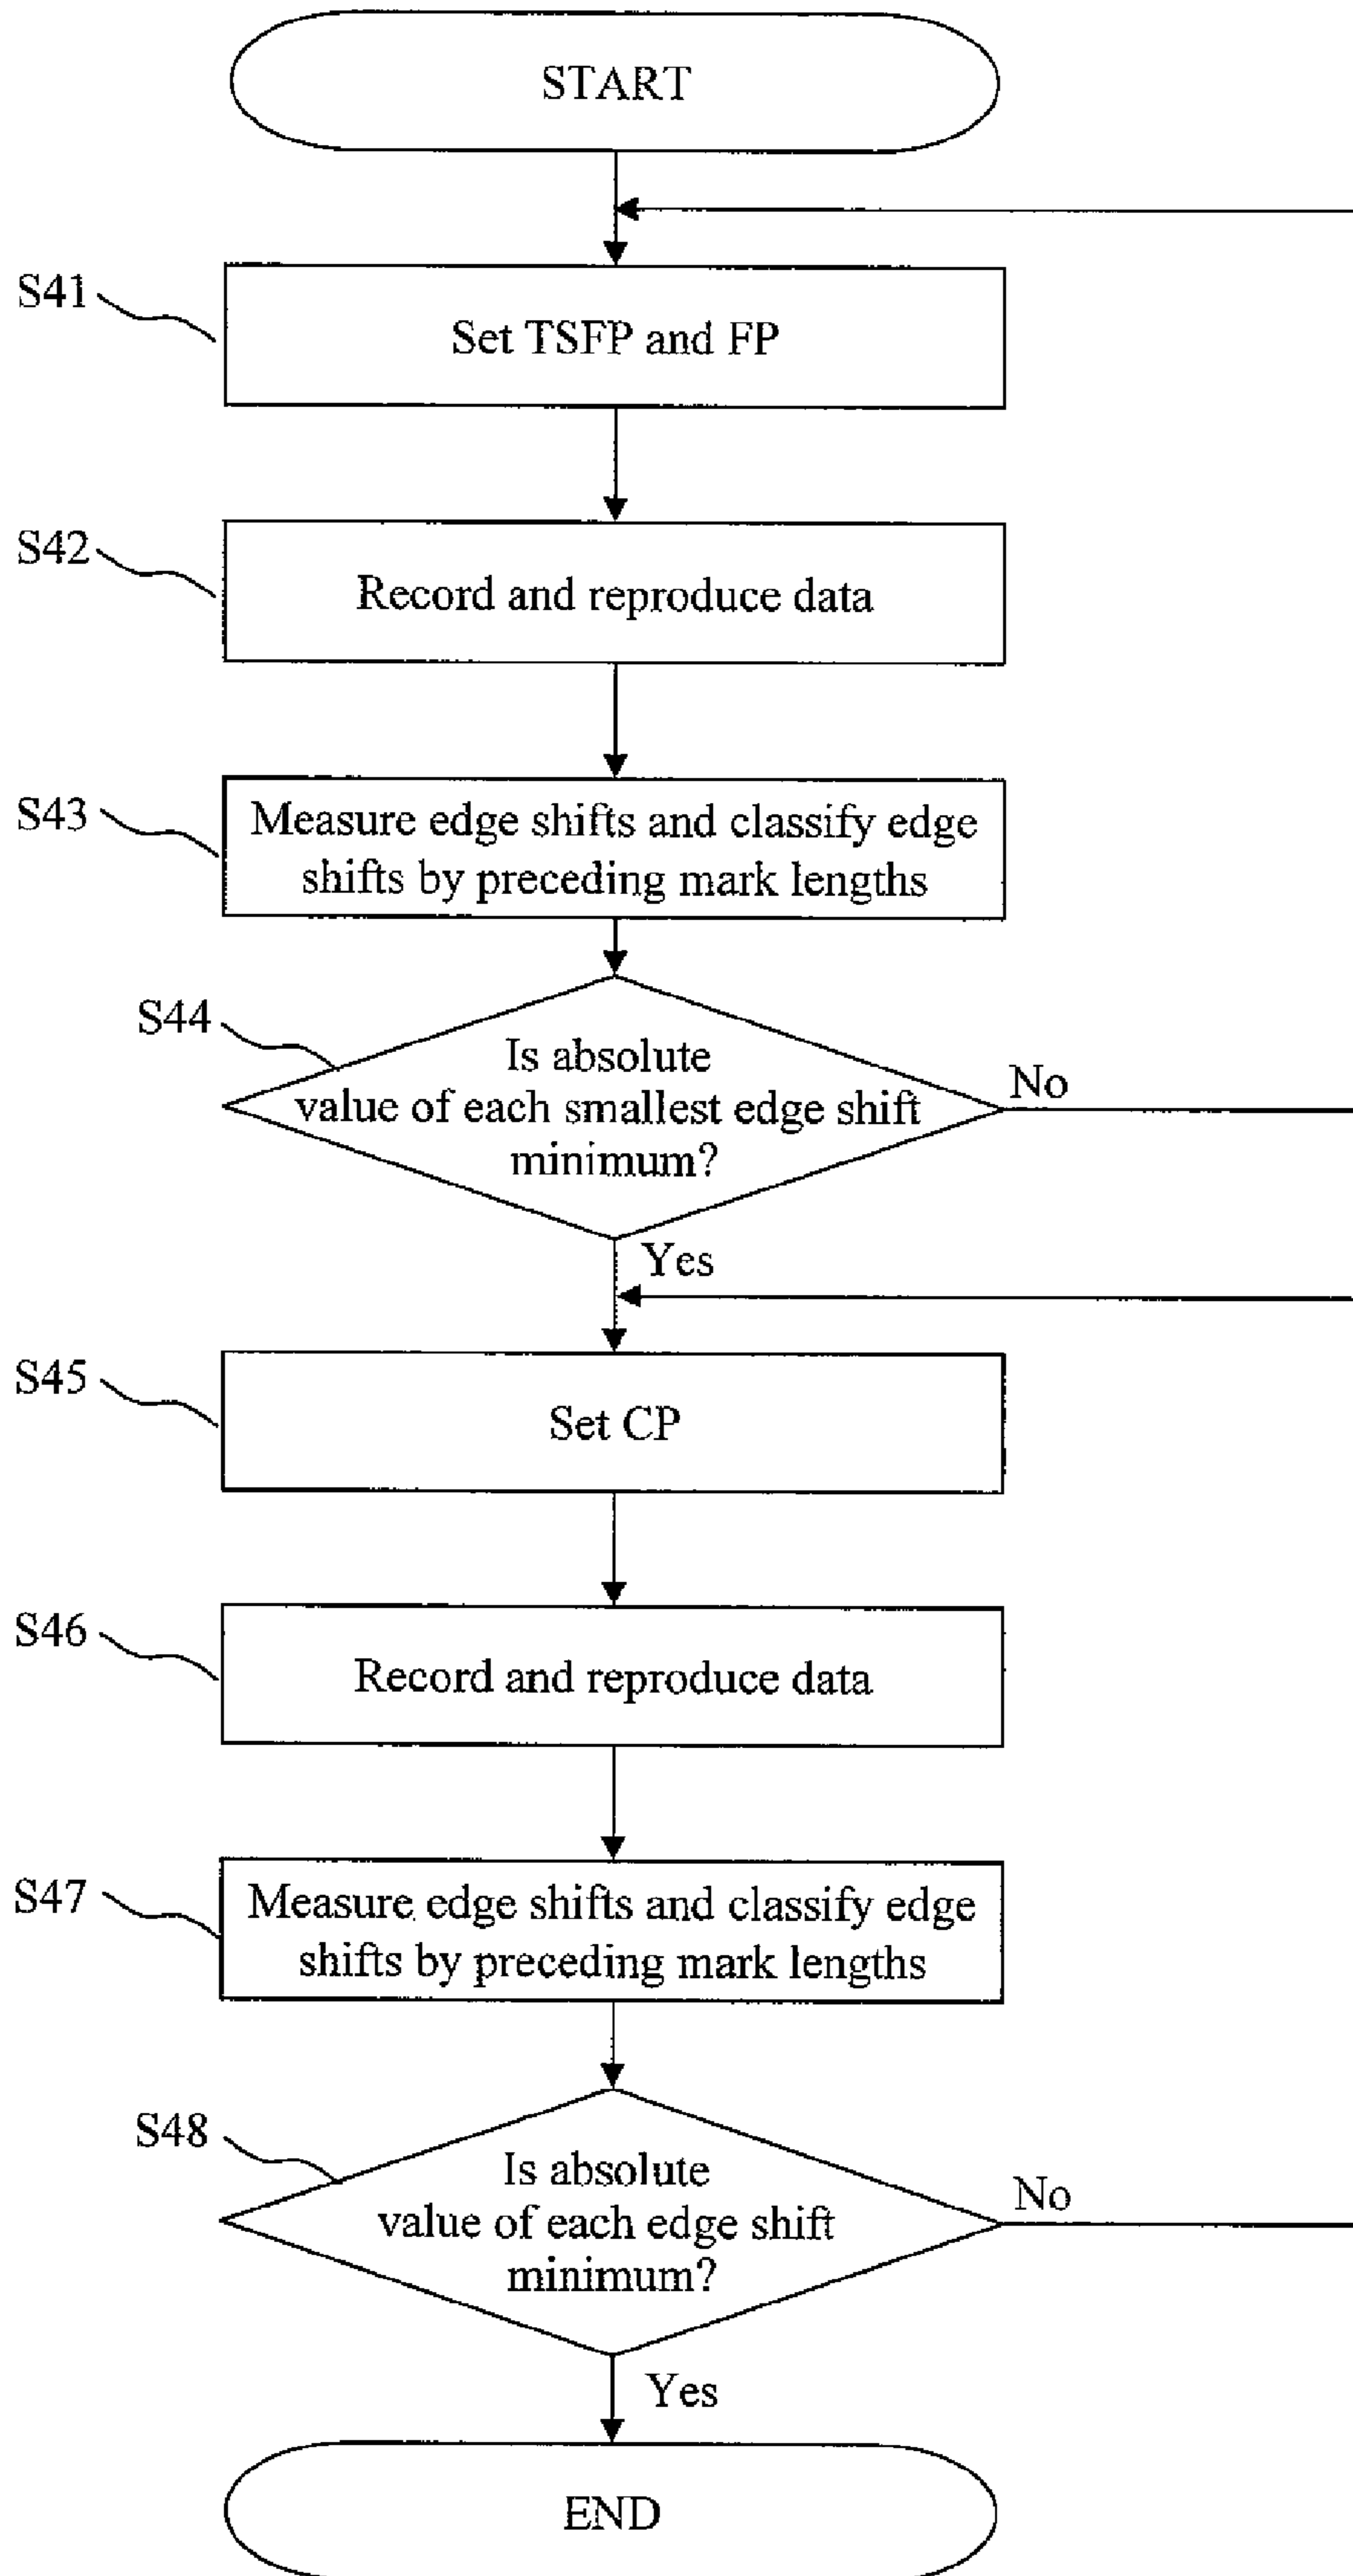 START
S41
Set TSFP and FP
S42
Record and reproduce data
S43
Measure edge shifts and classify edge
shifts by preceding mark lengths
S44
Is absolute
value of each smallest edge shift
minimum?
No
Yes
S45
Set CP
S46
Record and reproduce data
S47
Measure edge shifts and classify edge
shifts by preceding mark lengths
S48
Is absolute
value of each edge shift
minimum?
No
Yes
END